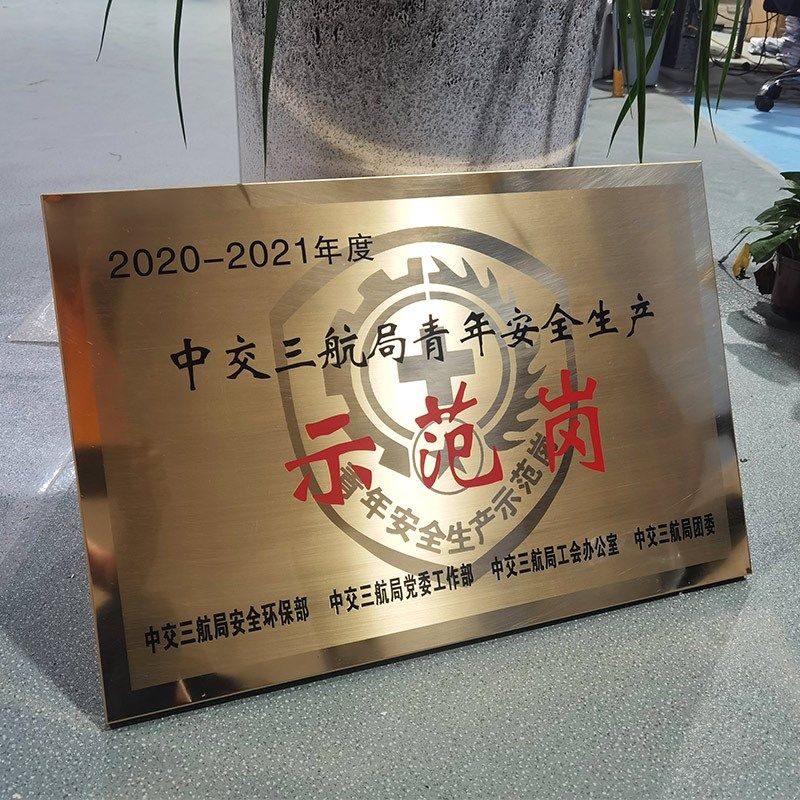 2020-2021年度
中交三航局青年安全生产
示范岗
青年安全生产示范岗
中交三航局安全环保部 中交三航局党委工作部 中交三航局工会办公室 中交三航局团委